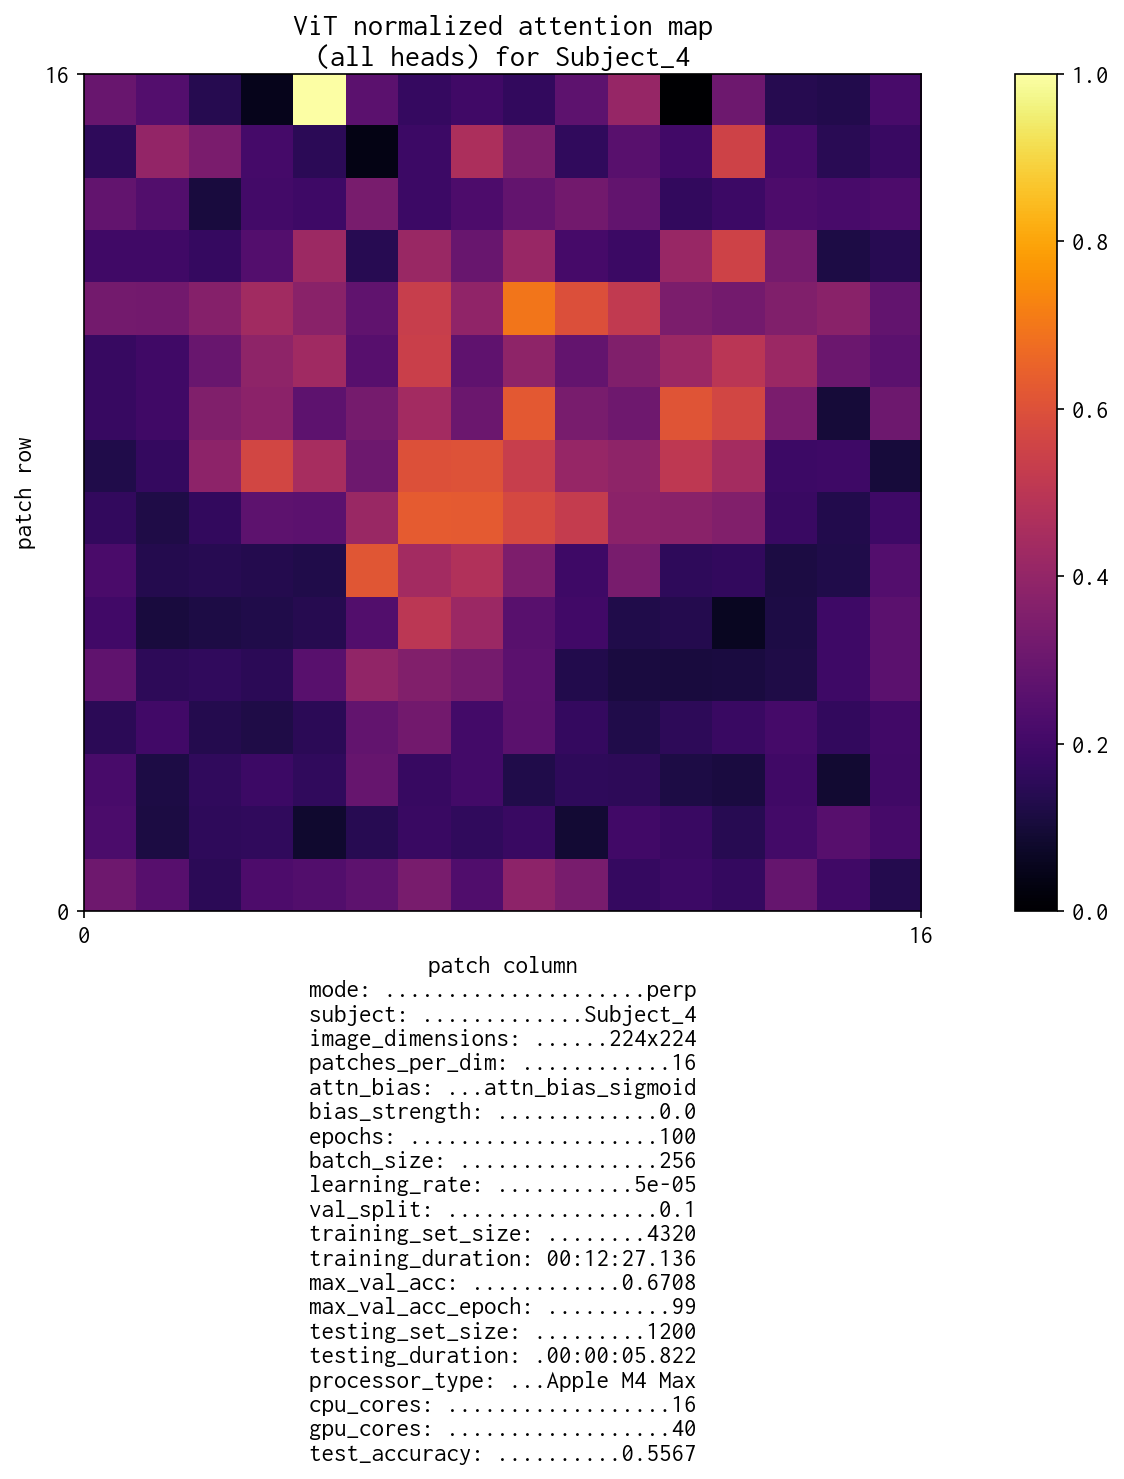 ViT normalized attention map
(all heads) for Subject_4
16
1.0
0.8
0.6
0.4
0.2
0.0
patch row
0
0
16
patch column
mode: .....................perp
subject: .............Subject_4
image_dimensions: ......224x224
patches_per_dim: ............16
attn_bias: ...attn_bias_sigmoid
bias_strength: .............0.0
epochs: ....................100
batch_size: ................256
learning_rate: ...........5e-05
val_split: .................0.1
training_set_size: ........4320
training_duration: 00:12:27.136
max_val_acc: ............0.6708
max_val_acc_epoch: ..........99
testing_set_size: .........1200
testing_duration: .00:00:05.822
processor_type: ...Apple M4 Max
cpu_cores: ..................16
gpu_cores: ..................40
test_accuracy: ..........0.5567